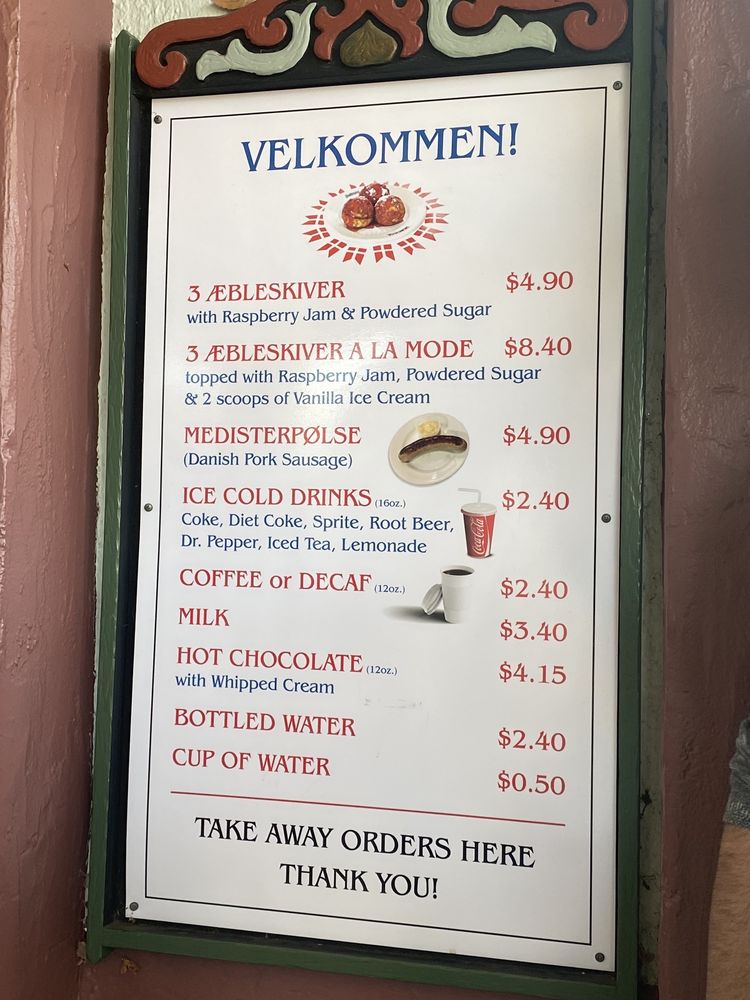 VELKOMMEN!
3 ÆBLESKIVER $4.90
with Raspberry Jam & Powdered Sugar
3 ÆBLESKIVER A LA MODE $8.40
topped with Raspberry Jam, Powdered Sugar
& 2 scoops of Vanilla Ice Cream
MEDISTERPØLSE $4.90
(Danish Pork Sausage)
ICE COLD DRINKS (16oz.) $2.40
Coke, Diet Coke, Sprite, Root Beer,
Dr. Pepper, Iced Tea, Lemonade
Coca-Cola
COFFEE or DECAF (12oz.) $2.40
MILK $3.40
HOT CHOCOLATE (12oz.) $4.15
with Whipped Cream
BOTTLED WATER $2.40
CUP OF WATER $0.50
TAKE AWAY ORDERS HERE
THANK YOU!